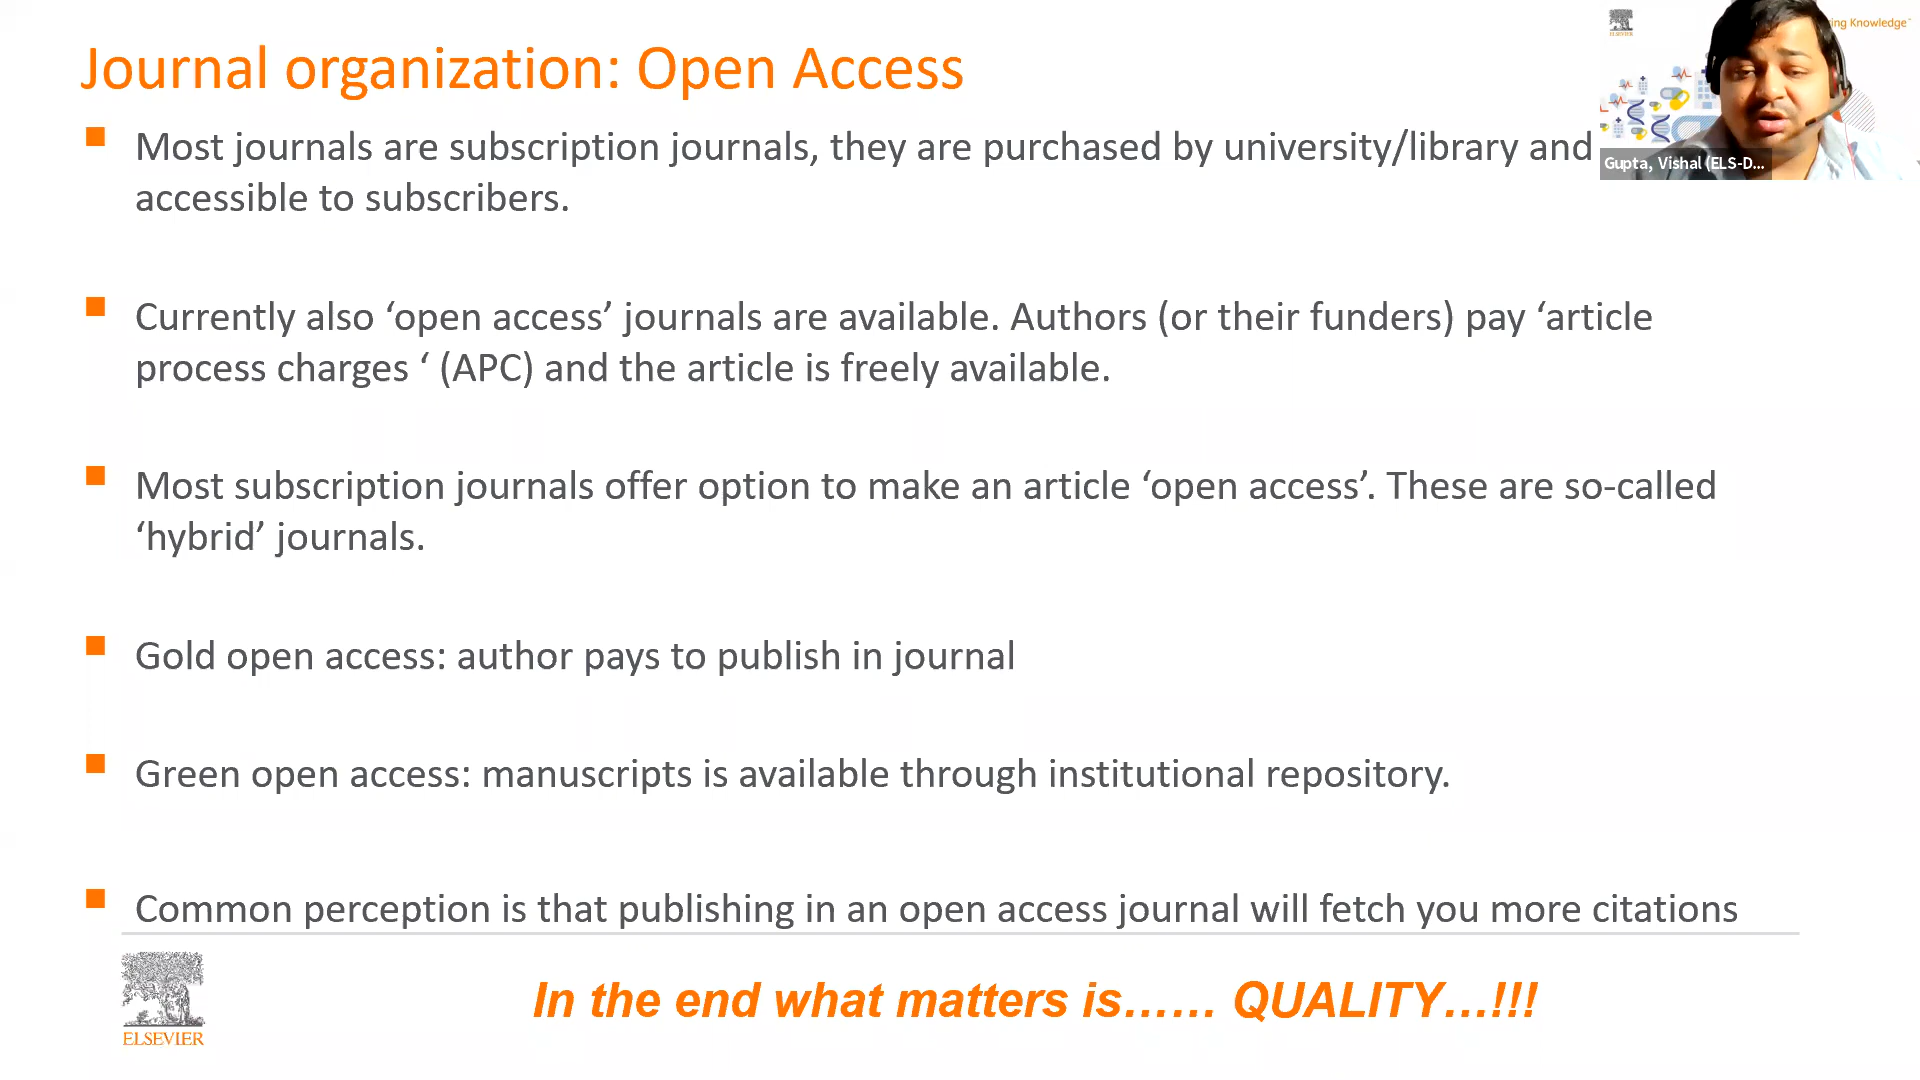 Journal organization: Open Access
ing Knowledge™
ELSEVIER
Gupta, Vishal (ELS-D...
Most journals are subscription journals, they are purchased by university/library and
accessible to subscribers.
Currently also ‘open access’ journals are available. Authors (or their funders) pay ‘article
process charges ‘ (APC) and the article is freely available.
Most subscription journals offer option to make an article ‘open access’. These are so-called
‘hybrid’ journals.
Gold open access: author pays to publish in journal
Green open access: manuscripts is available through institutional repository.
Common perception is that publishing in an open access journal will fetch you more citations
In the end what matters is...... QUALITY...!!!
ELSEVIER